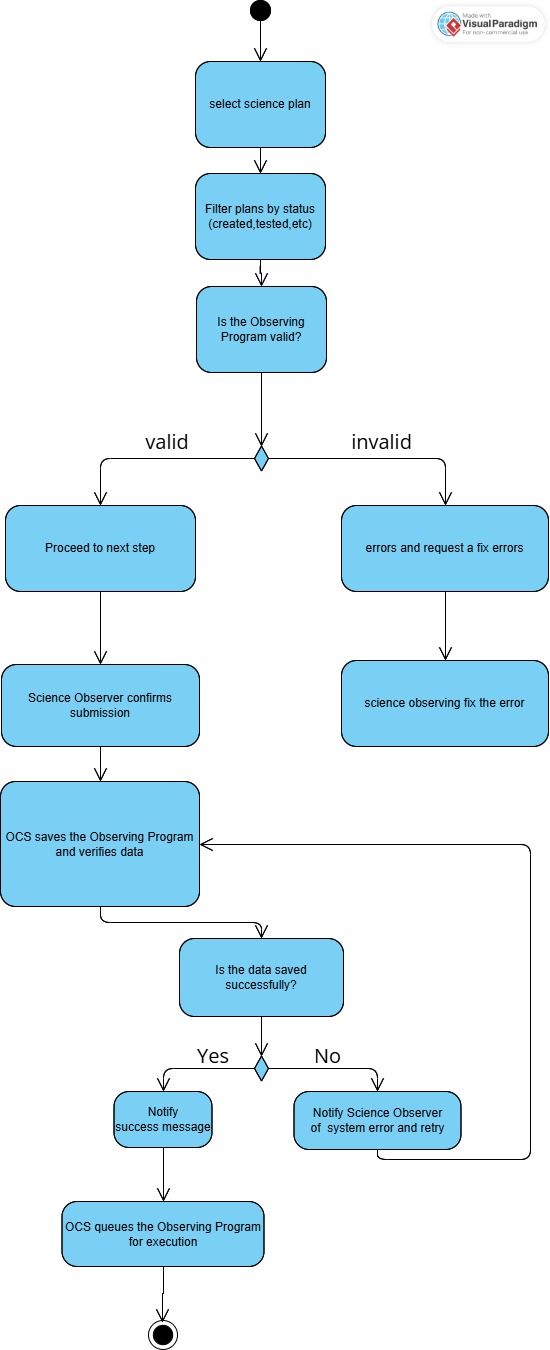 Made with
Visual Paradigm
For non-commercial use
select science plan
Filter plans by status
(created,tested,etc)
Is the Observing
Program valid?
valid
invalid
Proceed to next step
errors and request a fix errors
Science Observer confirms
submission
science observing fix the error
OCS saves the Observing Program
and verifies data
Is the data saved
successfully?
Yes
No
Notify
success message
Notify Science Observer
of system error and retry
OCS queues the Observing Program
for execution